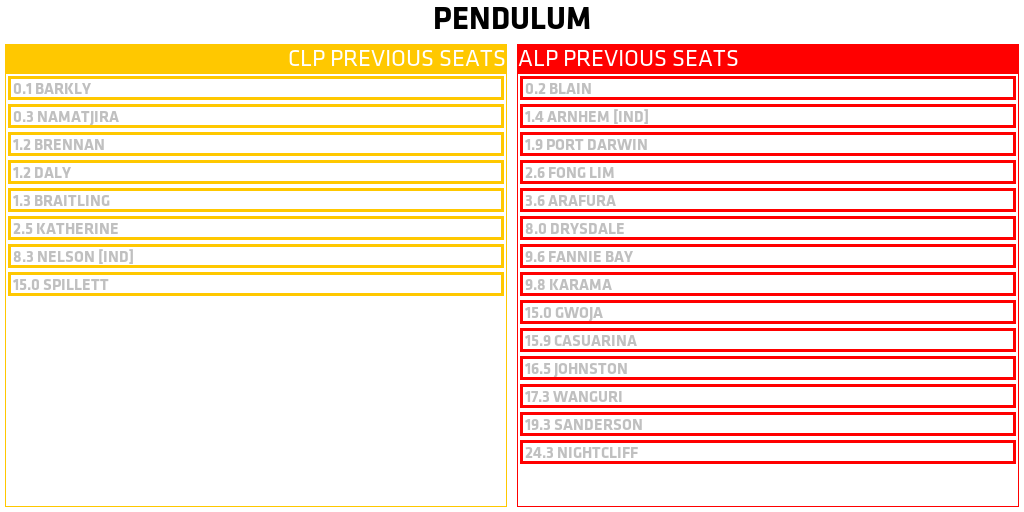 PENDULUM
CLP PREVIOUS SEATS
0.1 BARKLY
0.3 NAMATJIRA
1.2 BRENNAN
1.2 DALY
1.3 BRAITLING
2.5 KATHERINE
8.3 NELSON [IND]
15.0 SPILLETT
ALP PREVIOUS SEATS
0.2 BLAIN
1.4 ARNHEM [IND]
1.9 PORT DARWIN
2.6 FONG LIM
3.6 ARAFURA
8.0 DRYSDALE
9.6 FANNIE BAY
9.8 KARAMA
15.0 GWOJA
15.9 CASUARINA
16.5 JOHNSTON
17.3 WANGURI
19.3 SANDERSON
24.3 NIGHTCLIFF